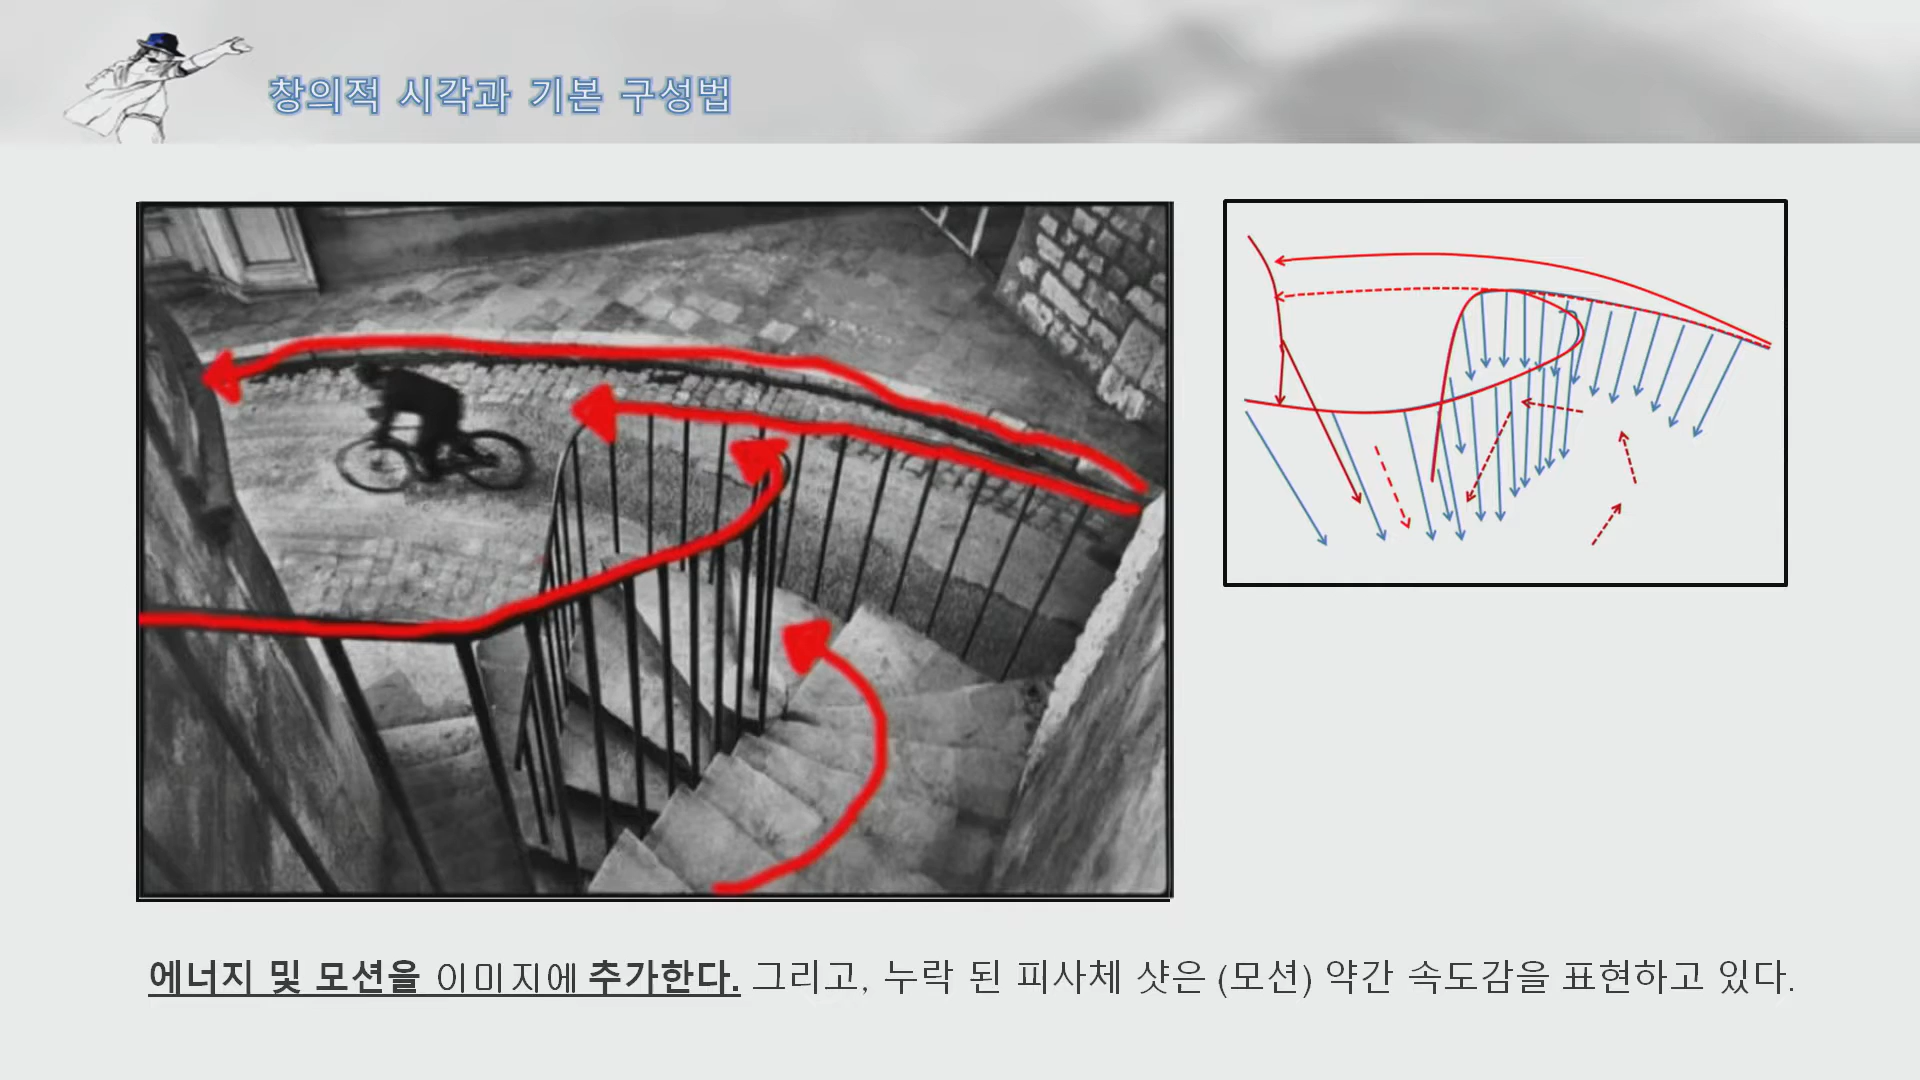 창의적 시각과 기본 구성법
에너지 및 모션을 이미지에 추가한다. 그리고, 누락 된 피사체 샷은 (모션) 약간 속도감을 표현하고 있다.